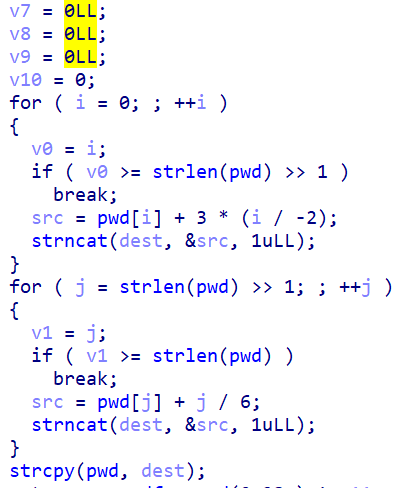 v7 = 0LL;
v8 = 0LL;
v9 = 0LL;
v10 = 0;
for ( i = 0; ; ++i )
{
  v0 = i;
  if ( v0 >= strlen(pwd) >> 1 )
    break;
  src = pwd[i] + 3 * (i / -2);
  strncat(dest, &src, 1uLL);
}
for ( j = strlen(pwd) >> 1; ; ++j )
{
  v1 = j;
  if ( v1 >= strlen(pwd) )
    break;
  src = pwd[j] + j / 6;
  strncat(dest, &src, 1uLL);
}
strcpy(pwd, dest);